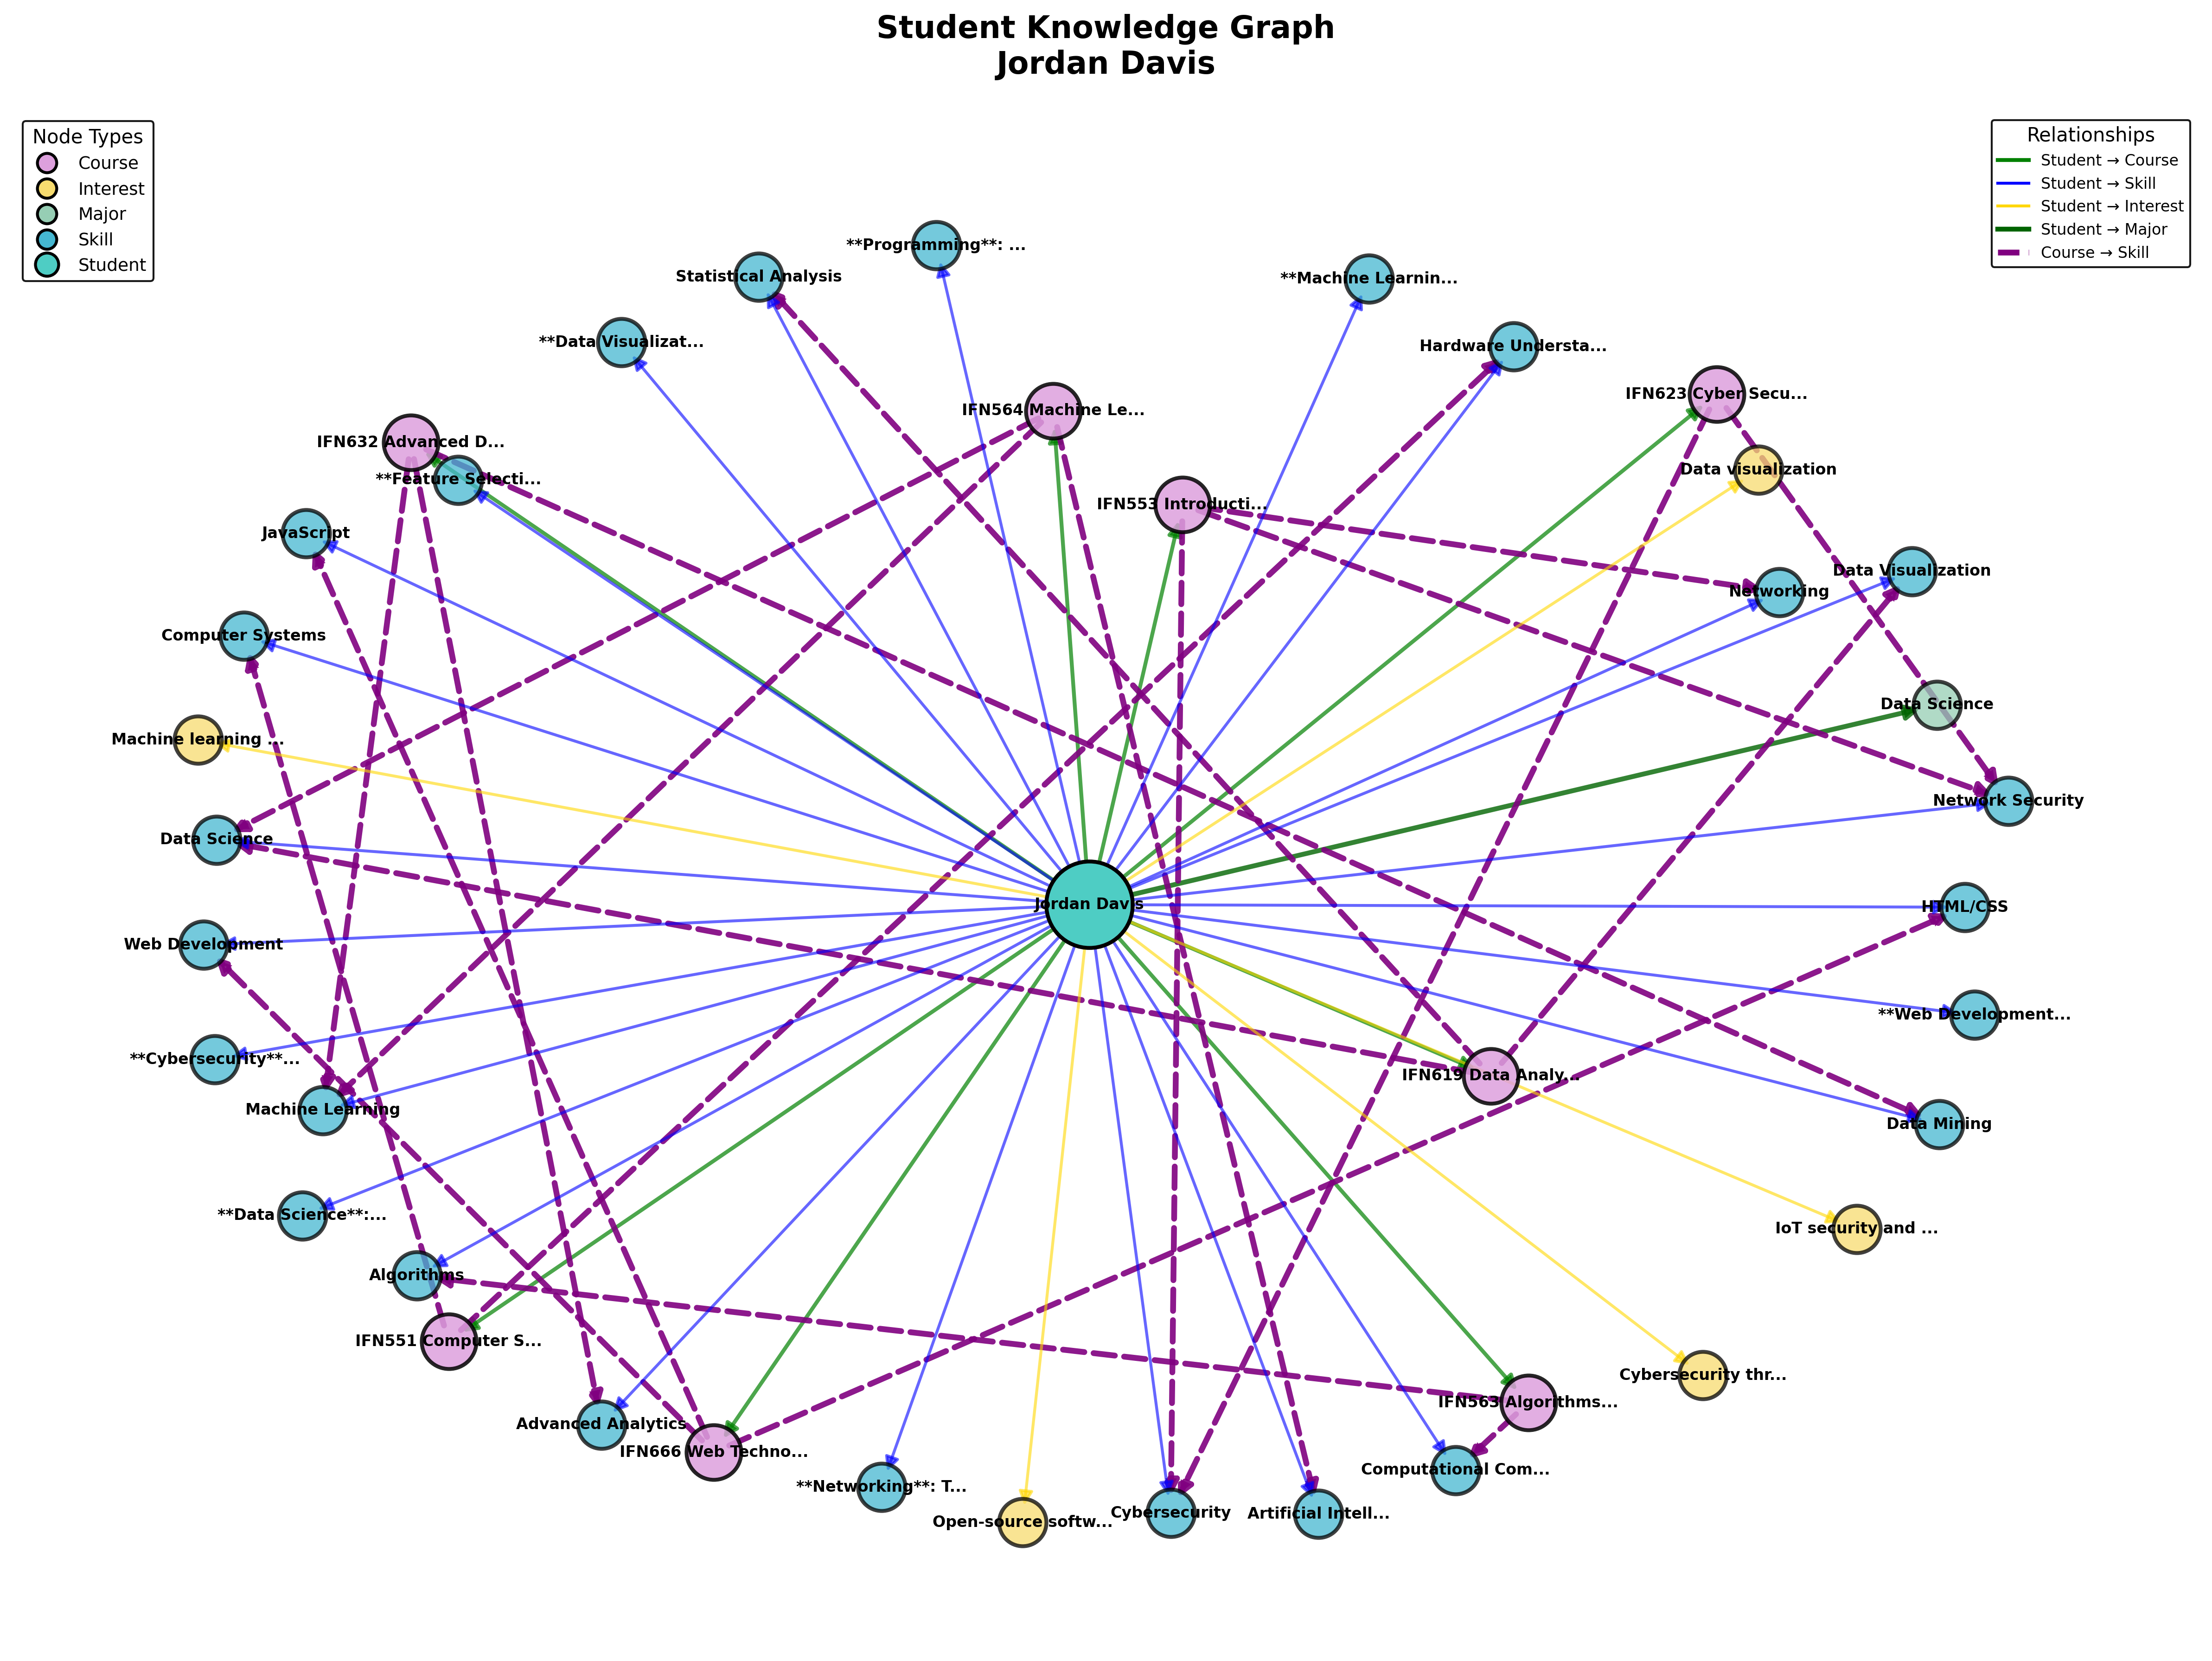 Student Knowledge Graph
Jordan Davis
Node Types
Course
Interest
Major
Skill
Student
Relationships
Student → Course
Student → Skill
Student → Interest
Student → Major
Course → Skill
**Programming**: ...
Statistical Analysis
**Machine Learnin...
**Data Visualizat...
Hardware Understa...
IFN623 Cyber Secu...
IFN564 Machine Le...
IFN632 Advanced D...
Data visualization
**Feature Selecti...
IFN553 Introducti...
JavaScript
Data Visualization
Networking
Computer Systems
Data Science
Machine learning ...
Network Security
Data Science
Jordan Davis
HTML/CSS
Web Development
**Web Development...
**Cybersecurity**...
IFN619 Data Analy...
Machine Learning
Data Mining
**Data Science**:...
IoT security and ...
Algorithms
IFN551 Computer S...
Cybersecurity thr...
IFN563 Algorithms...
Advanced Analytics
IFN666 Web Techno...
Computational Com...
**Networking**: T...
Open-source softw...
Cybersecurity
Artificial Intell...